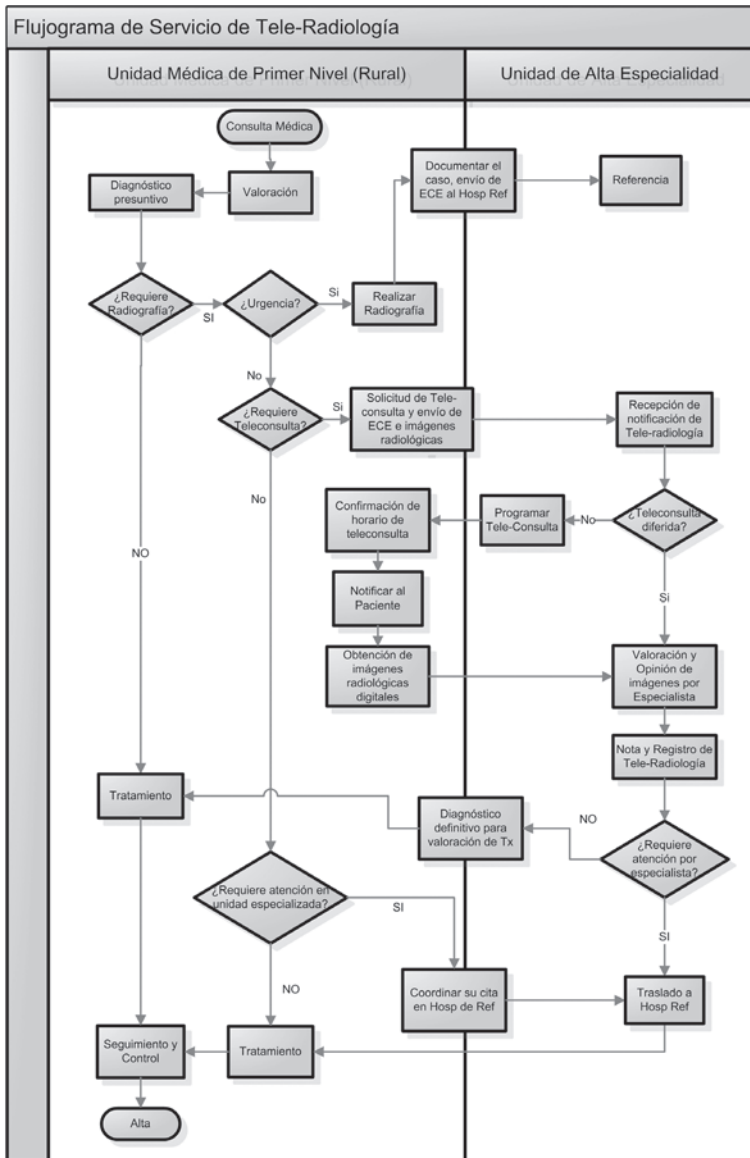 Flujograma de Servicio de Tele-Radiología
Unidad Médica de Primer Nivel (Rural)
Unidad de Alta Especialidad
Consulta Médica
Documentar el
caso, envío de
ECE al Hosp Ref
Referencia
Diagnóstico
presuntivo
Valoración
¿Requiere
Radiografía?
SI
¿Urgencia?
Si
Realizar
Radiografía
No
¿Requiere
Teleconsulta?
Si
Solicitud de Tele-
consulta y envío de
ECE e imágenes
radiológicas
Recepción de
notificación de
Tele-radiología
No
Confirmación de
horario de
teleconsulta
Programar
Tele-Consulta
No
¿Teleconsulta
diferida?
NO
Notificar al
Paciente
Si
Obtención de
imágenes
radiológicas
digitales
Valoración y
Opinión de
imágenes por
Especialista
Nota y Registro de
Tele-Radiología
Tratamiento
Diagnóstico
definitivo para
valoración de Tx
NO
¿Requiere
atención por
especialista?
¿Requiere atención en
unidad especializada?
SI
SI
NO
Coordinar su cita
en Hosp de Ref
Traslado a
Hosp Ref
Seguimiento y
Control
Tratamiento
Alta